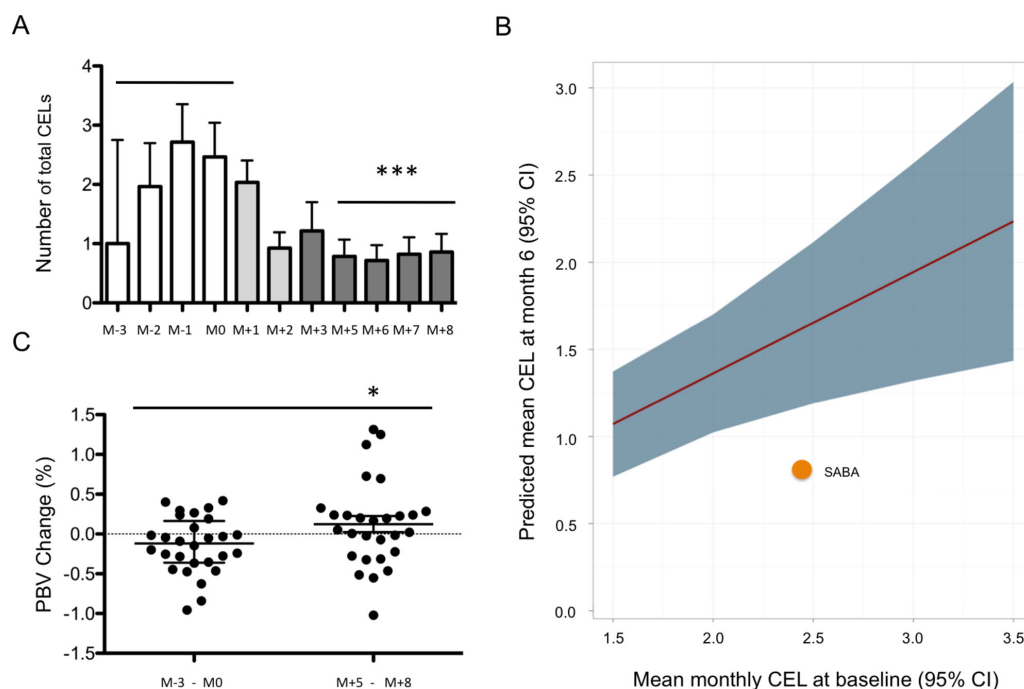 A
Number of total CELs
4
3
2
1
0
***
M-3 M-2 M-1 M0 M+1 M+2 M+3 M+5 M+6 M+7 M+8
B
Predicted mean CEL at month 6 (95% CI)
3.0
2.5
2.0
1.5
1.0
0.5
0.0
SABA
1.5 2.0 2.5 3.0 3.5
Mean monthly CEL at baseline (95% CI)
C
PBV Change (%)
*
1.5
1.0
0.5
0.0
-0.5
-1.0
-1.5
M-3 - M0 M+5 - M+8